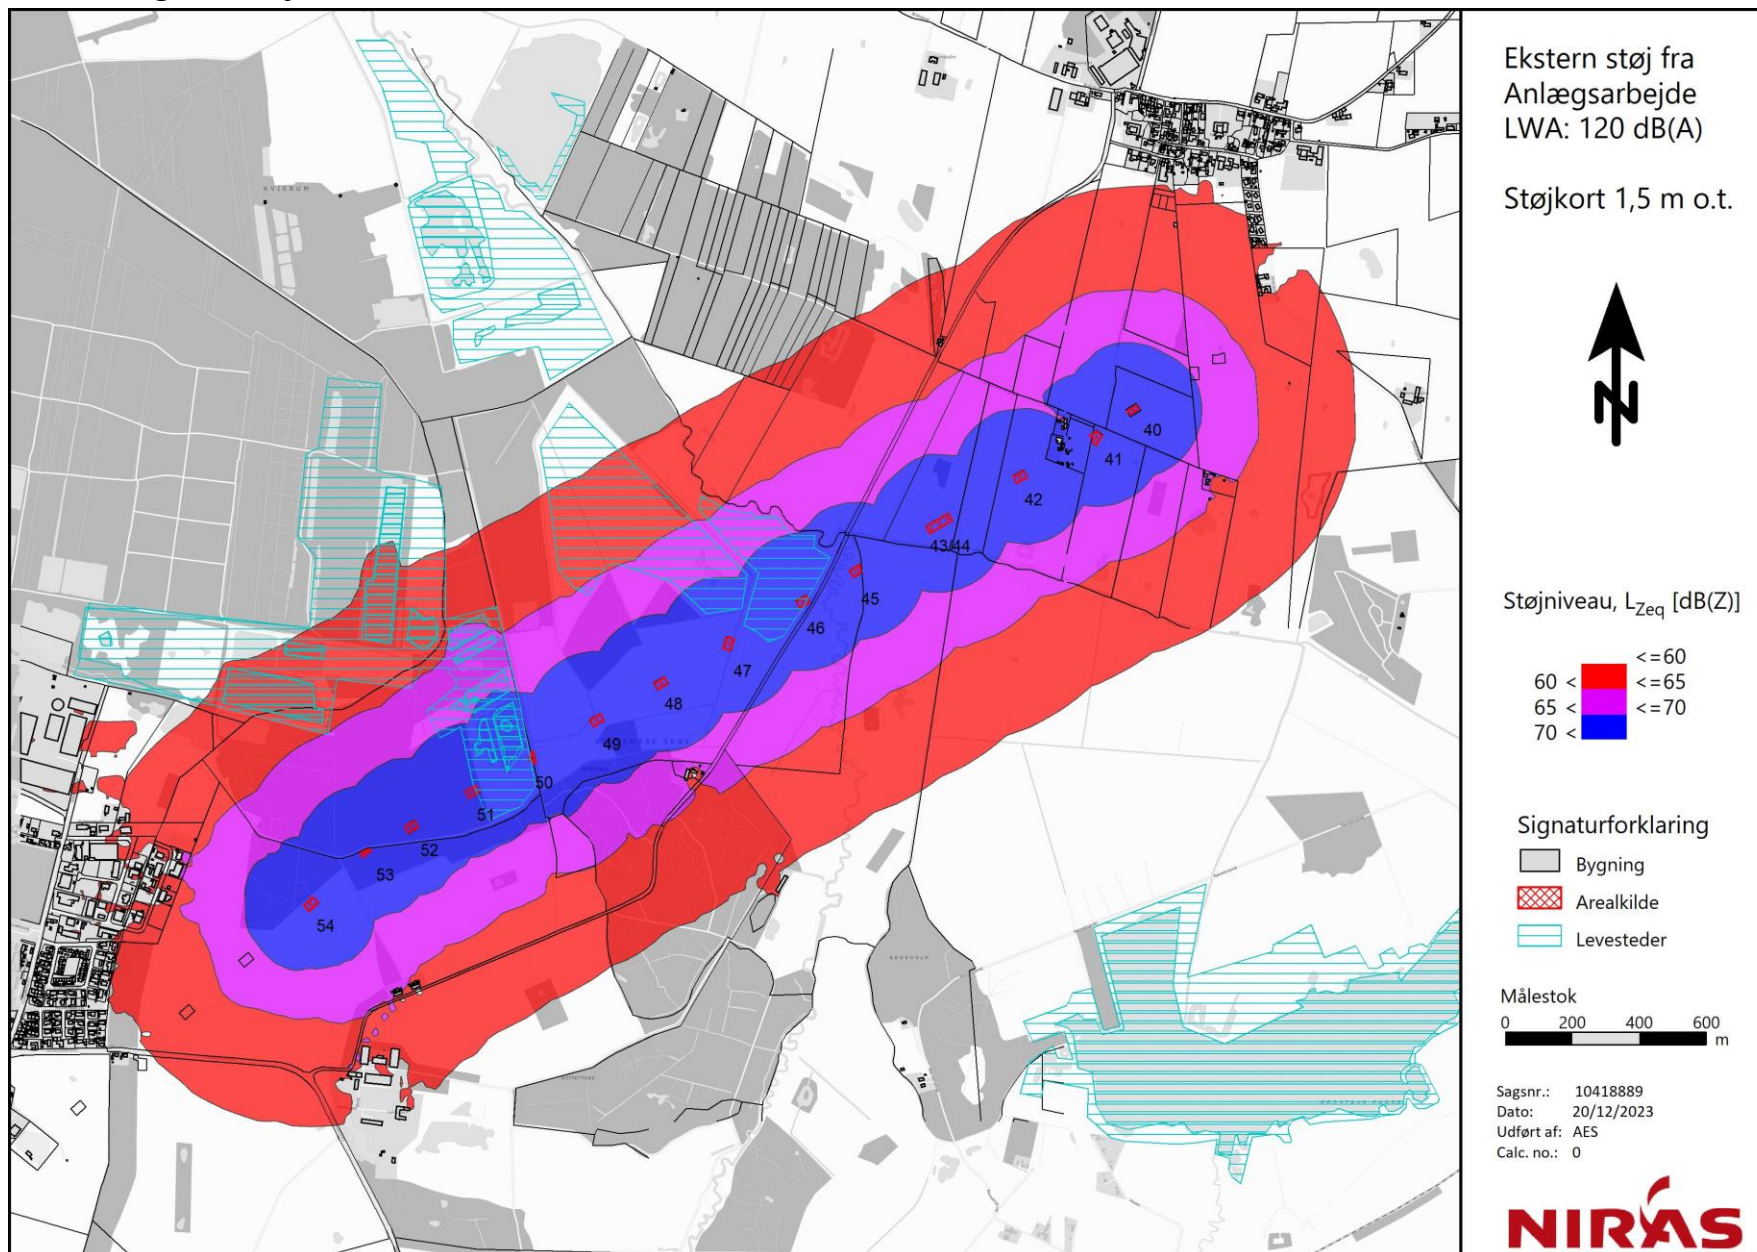 Ekstern støj fra
Anlægsarbejde
LWA: 120 dB(A)
Støjkort 1,5 m o.t.
N
Støjniveau, LZeq [dB(Z)]
<=60
60 < <=65
65 < <=70
70 <
Signaturforklaring
Bygning
Arealkilde
Levesteder
Målestok
0 200 400 600
m
Sagsnr.: 10418889
Dato: 20/12/2023
Udført af: AES
Calc. no.: 0
NIRAS
KVIERUM
40
41
42
43/44
45
46
47
48
49
50
51
52
53
54